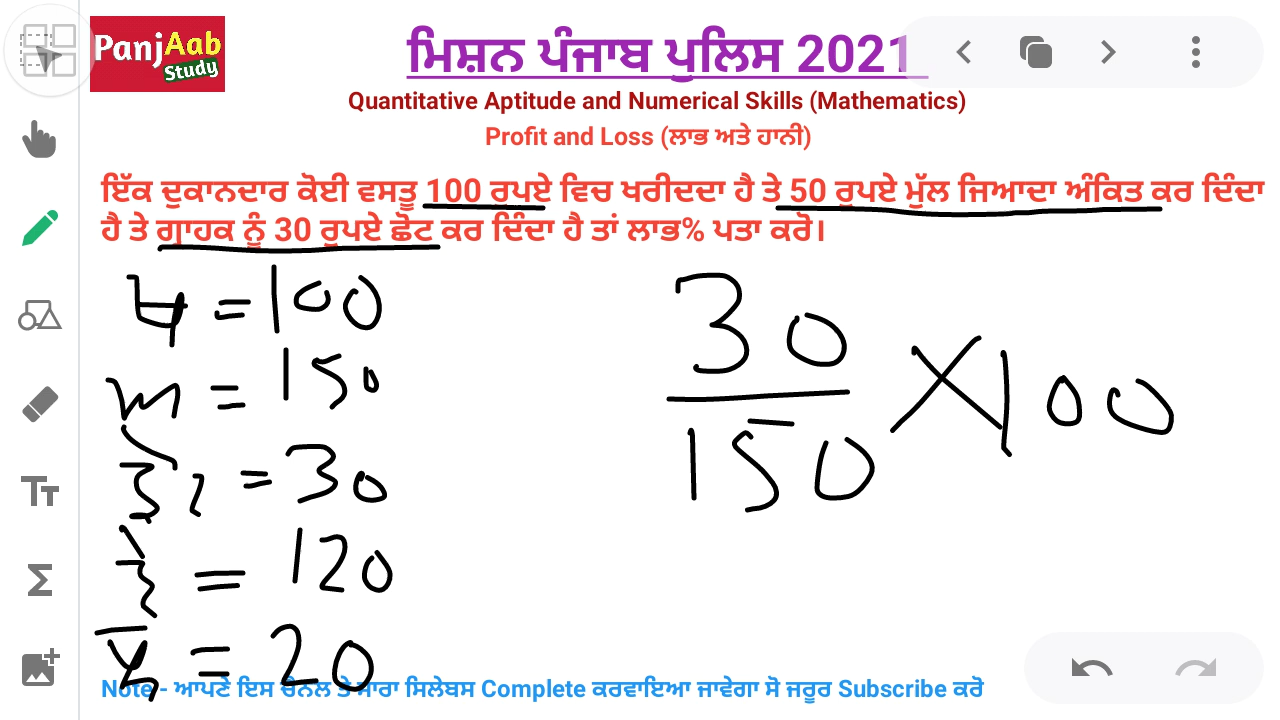 PanjAab
Study
ਮਿਸ਼ਨ ਪੰਜਾਬ ਪੁਲਿਸ 2021
Quantitative Aptitude and Numerical Skills (Mathematics)
Profit and Loss (ਲਾਭ ਅਤੇ ਹਾਨੀ)
ਇੱਕ ਦੁਕਾਨਦਾਰ ਕੋਈ ਵਸਤੂ 100 ਰੁਪਏ ਵਿਚ ਖਰੀਦਦਾ ਹੈ ਤੇ 50 ਰੁਪਏ ਮੁੱਲ ਜਿਆਦਾ ਅੰਕਿਤ ਕਰ ਦਿੰਦਾ
ਹੈ ਤੇ ਗ੍ਰਾਹਕ ਨੂੰ 30 ਰੁਪਏ ਛੋਟ ਕਰ ਦਿੰਦਾ ਹੈ ਤਾਂ ਲਾਭ% ਪਤਾ ਕਰੋ।
= 100
= 150
= 30
= 120
= 20
30
150
×100
Note - ਆਪਣੇ ਇਸ ਚੈਨਲ ਤੇ ਸਾਰਾ ਸਿਲੇਬਸ Complete ਕਰਵਾਇਆ ਜਾਵੇਗਾ ਸੋ ਜਰੂਰ Subscribe ਕਰੋ
Tт
Σ